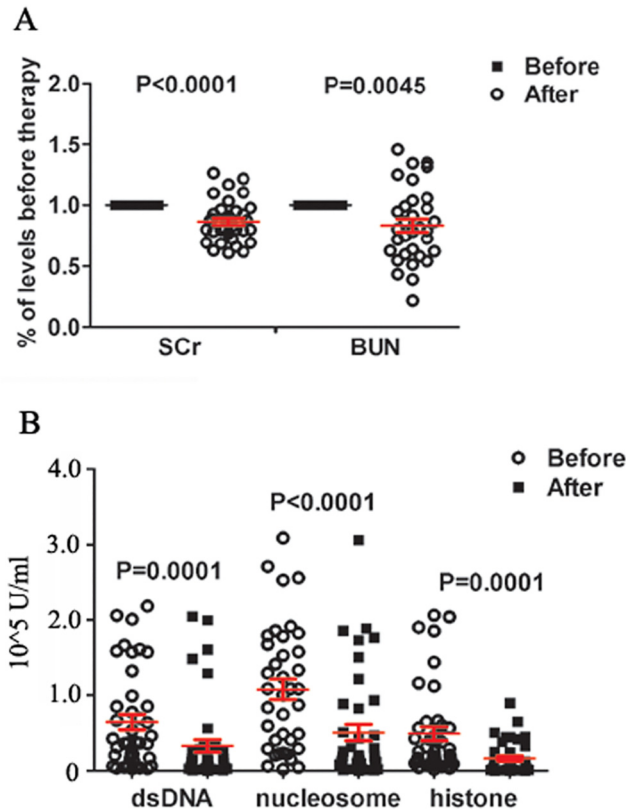 A
Before
After
P<0.0001
P=0.0045
% of levels before therapy
2.0
1.5
1.0
0.5
0.0
SCr
BUN
B
Before
After
P=0.0001
P<0.0001
P=0.0001
10^5 U/ml
4.0
3.0
2.0
1.0
0
dsDNA
nucleosome
histone